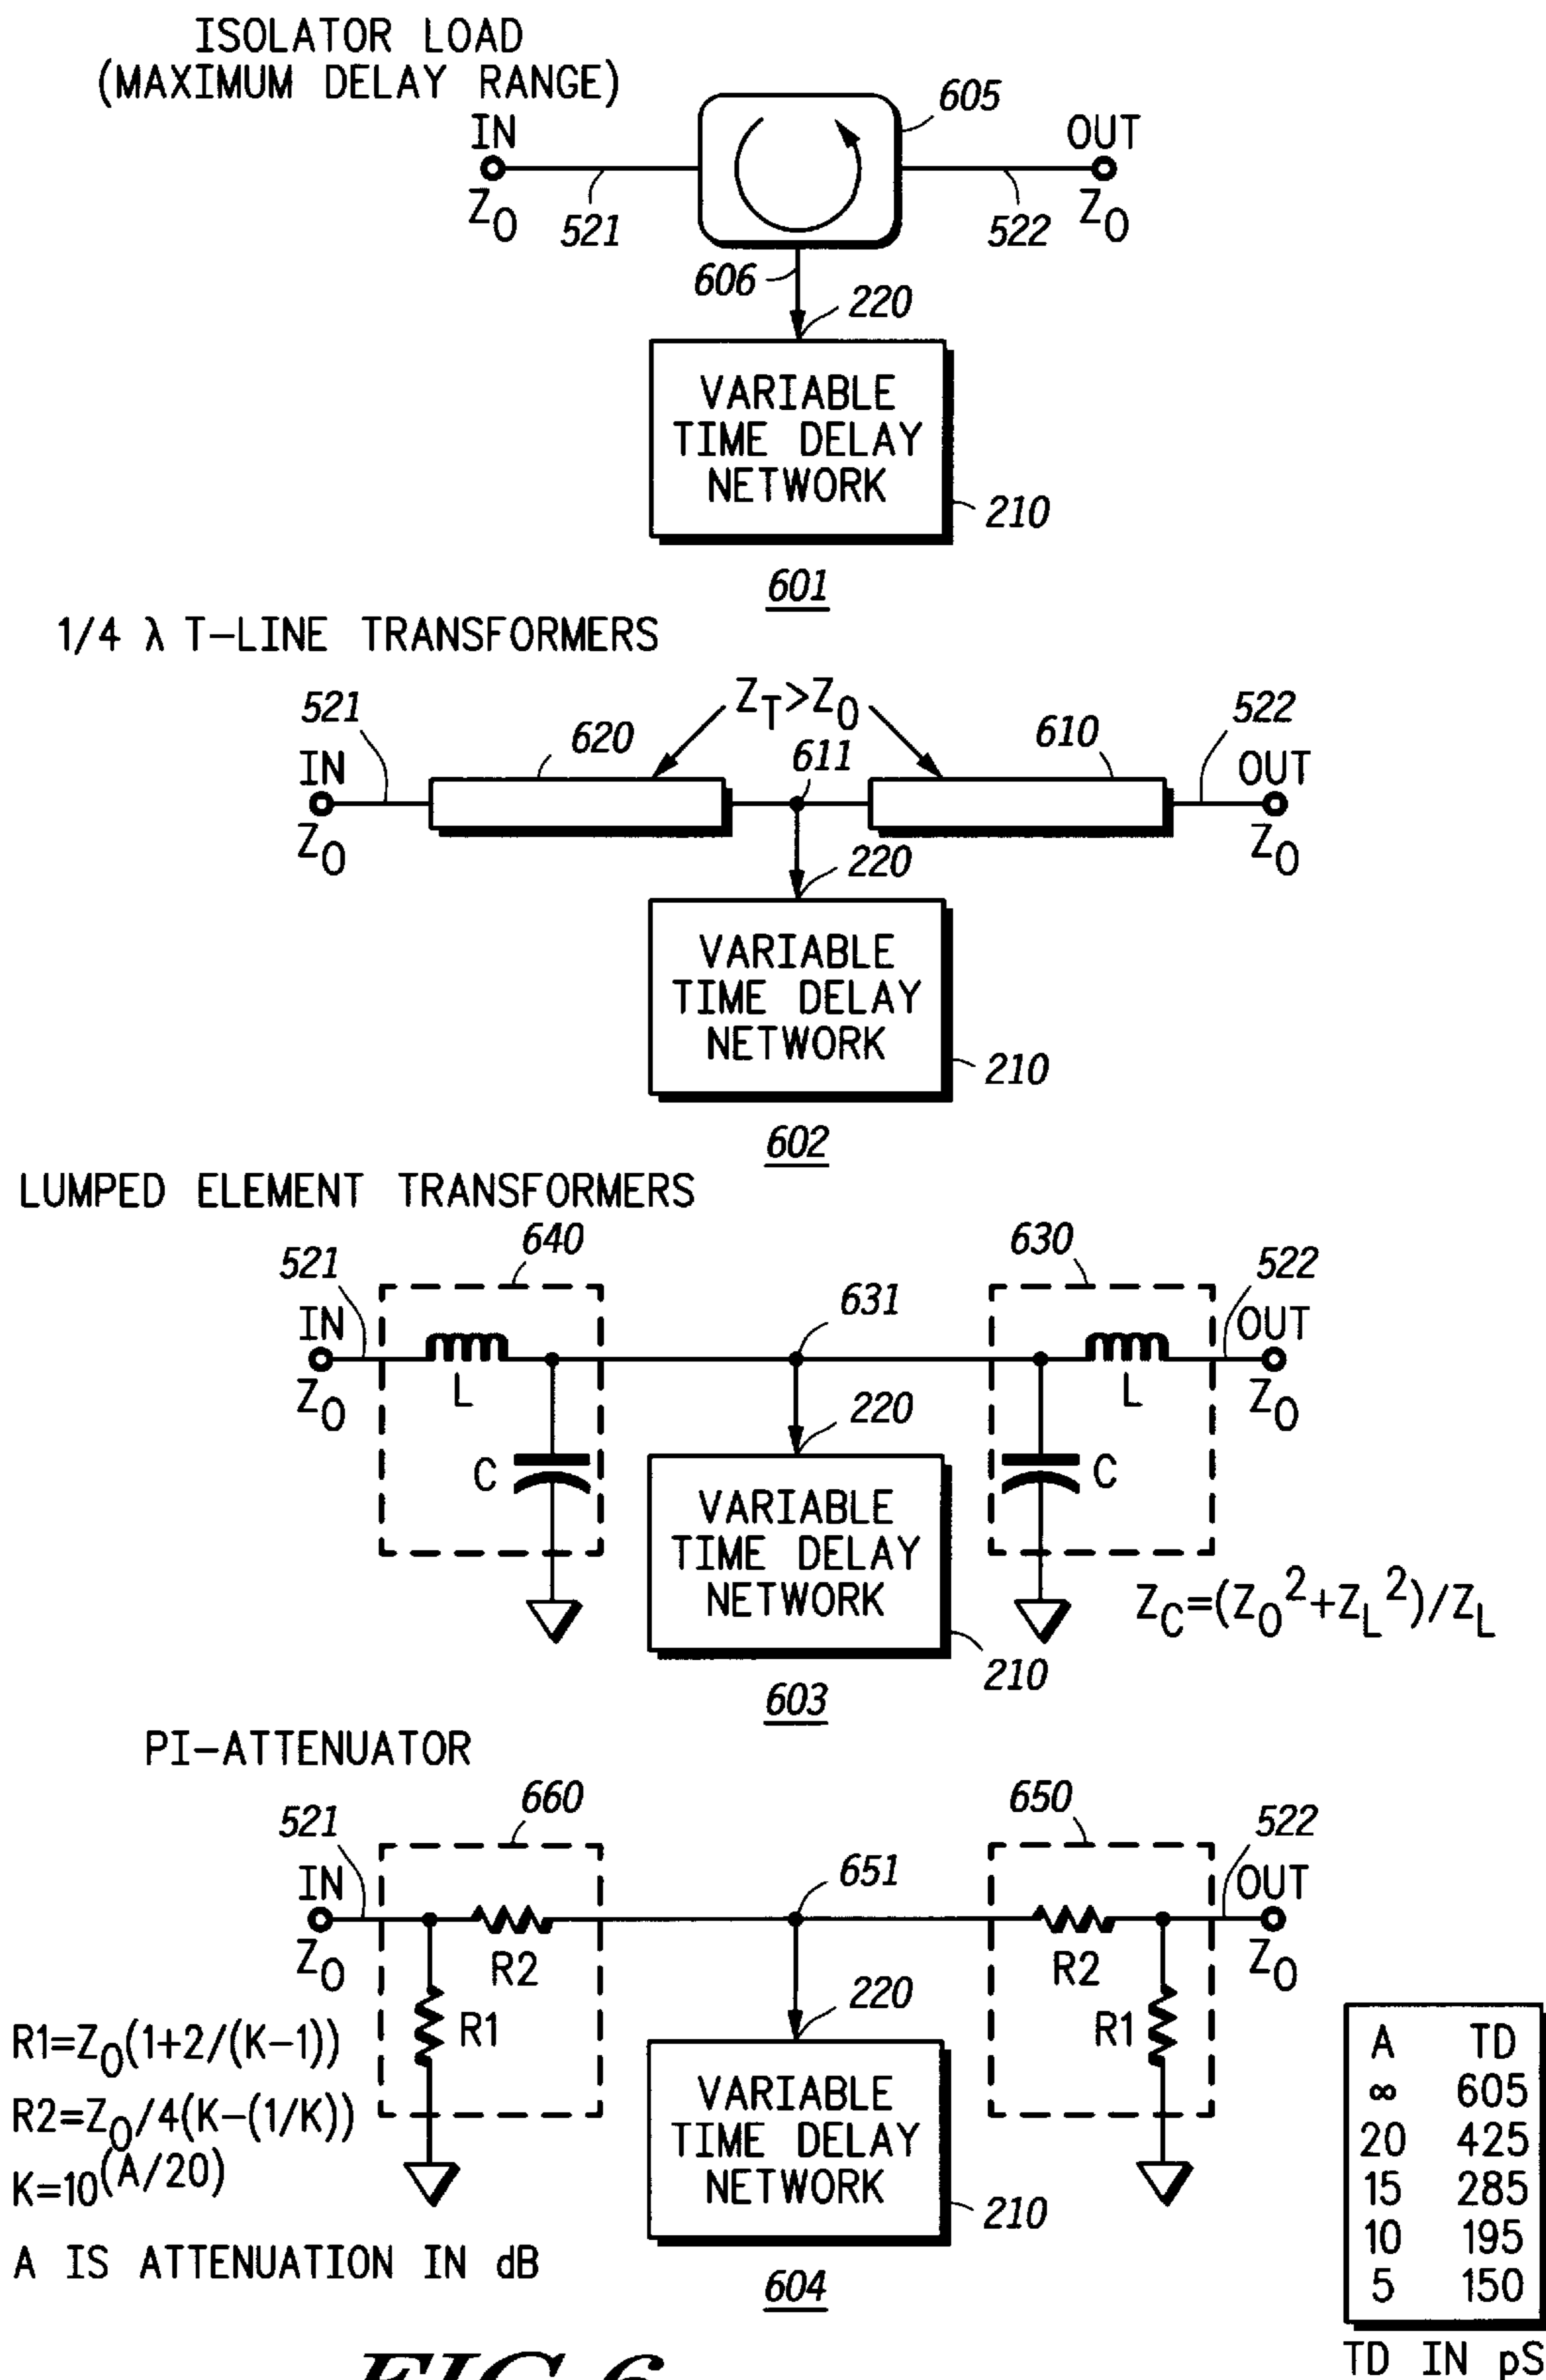 ISOLATOR LOAD
(MAXIMUM DELAY RANGE)
605
IN
OUT
Z0
521
522
Z0
606
220
VARIABLE
TIME DELAY
NETWORK
210
601
1/4 λ T-LINE TRANSFORMERS
521
ZT>Z0
522
620
611
610
IN
OUT
Z0
Z0
220
VARIABLE
TIME DELAY
NETWORK
210
602
LUMPED ELEMENT TRANSFORMERS
521
640
630
522
631
IN
OUT
Z0
L
L
Z0
220
C
C
VARIABLE
TIME DELAY
NETWORK
ZC=(Z0²+ZL²)/ZL
210
603
PI-ATTENUATOR
521
660
650
522
651
IN
OUT
Z0
R2
R2
Z0
220
R1
R1
R1=Z0(1+2/(K-1))
R2=Z0/4(K-(1/K))
K=10(A/20)
A IS ATTENUATION IN dB
VARIABLE
TIME DELAY
NETWORK
210
604
A TD
∞ 605
20 425
15 285
10 195
5 150
TD IN pS
FIG.6